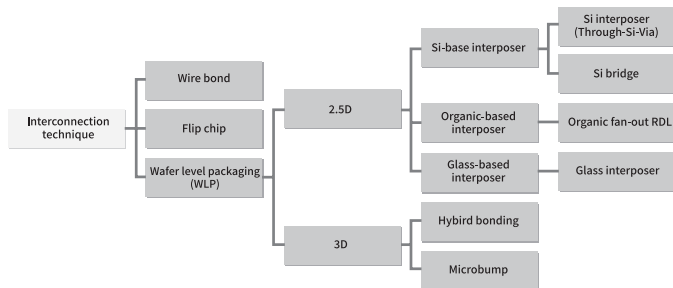 Interconnection
technique
Wire bond
Flip chip
Wafer level packaging
(WLP)
2.5D
3D
Si-base interposer
Organic-based
interposer
Glass-based
interposer
Hybird bonding
Microbump
Si interposer
(Through-Si-Via)
Si bridge
Organic fan-out RDL
Glass interposer